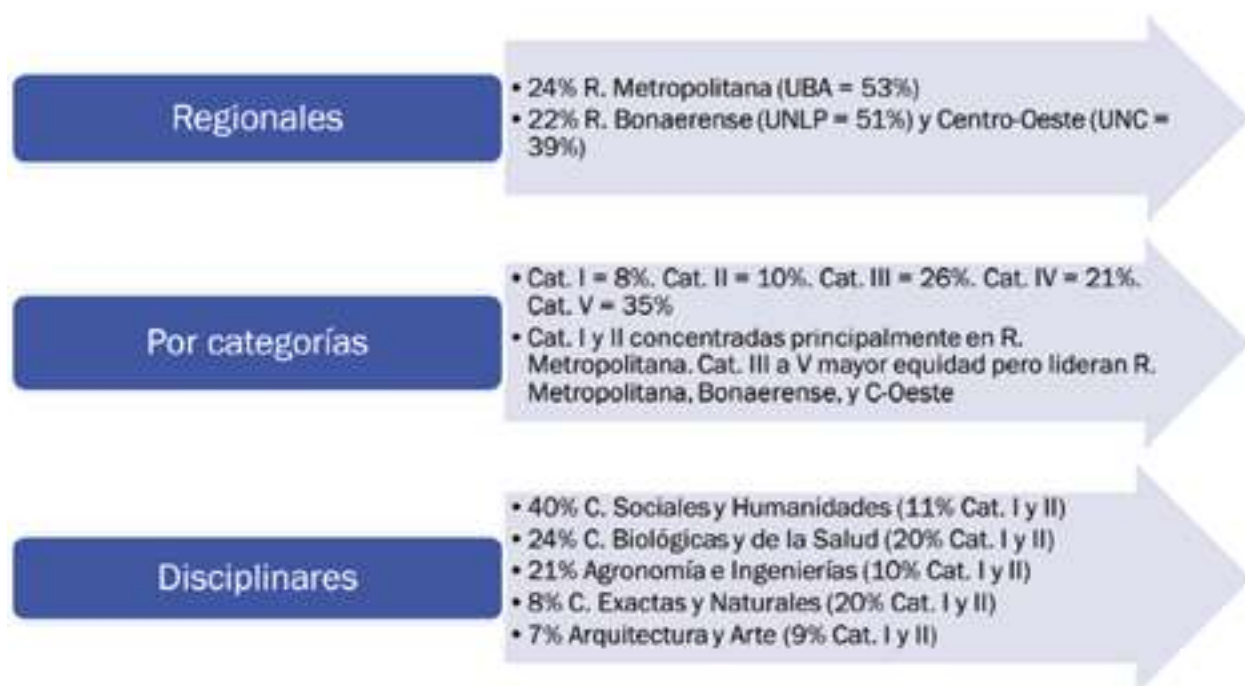 Regionales
• 24% R. Metropolitana (UBA = 53%)
• 22% R. Bonaerense (UNLP = 51%) y Centro-Oeste (UNC =
39%)
Por categorías
• Cat. I = 8%. Cat. II = 10%. Cat. III = 26%. Cat. IV = 21%.
Cat. V = 35%
• Cat. I y II concentradas principalmente en R.
Metropolitana. Cat. III a V mayor equidad pero lideran R.
Metropolitana, Bonaerense, y C-Oeste
Disciplinares
• 40% C. Sociales y Humanidades (11% Cat. I y II)
• 24% C. Biológicas y de la Salud (20% Cat. I y II)
• 21% Agronomía e Ingenierías (10% Cat. I y II)
• 8% C. Exactas y Naturales (20% Cat. I y II)
• 7% Arquitectura y Arte (9% Cat. I y II)